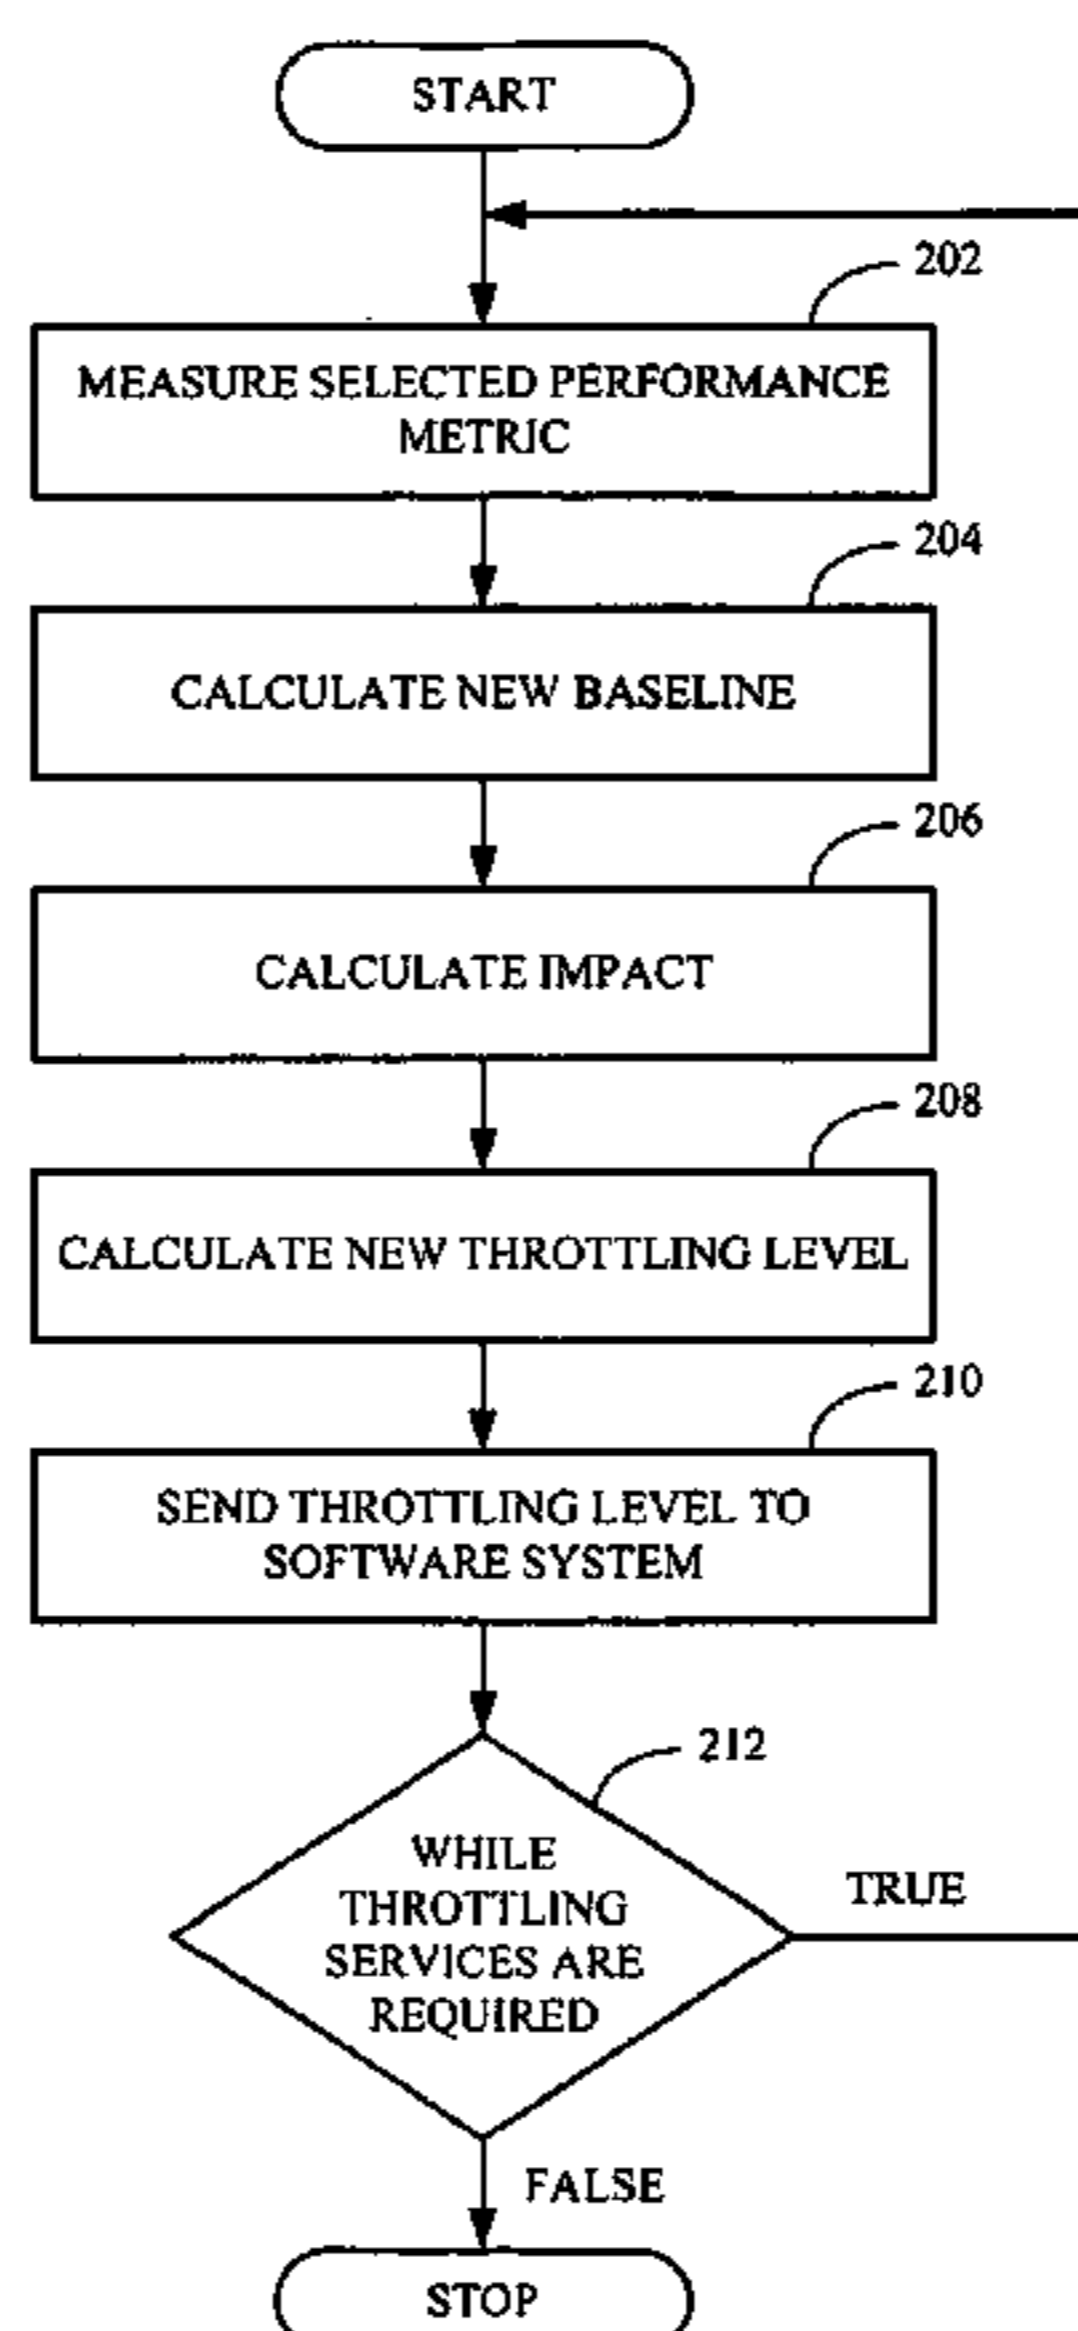 START
202
MEASURE SELECTED PERFORMANCE
METRIC
204
CALCULATE NEW BASELINE
206
CALCULATE IMPACT
208
CALCULATE NEW THROTTLING LEVEL
210
SEND THROTTLING LEVEL TO
SOFTWARE SYSTEM
212
WHILE
THROTTLING
SERVICES ARE
REQUIRED
TRUE
FALSE
STOP